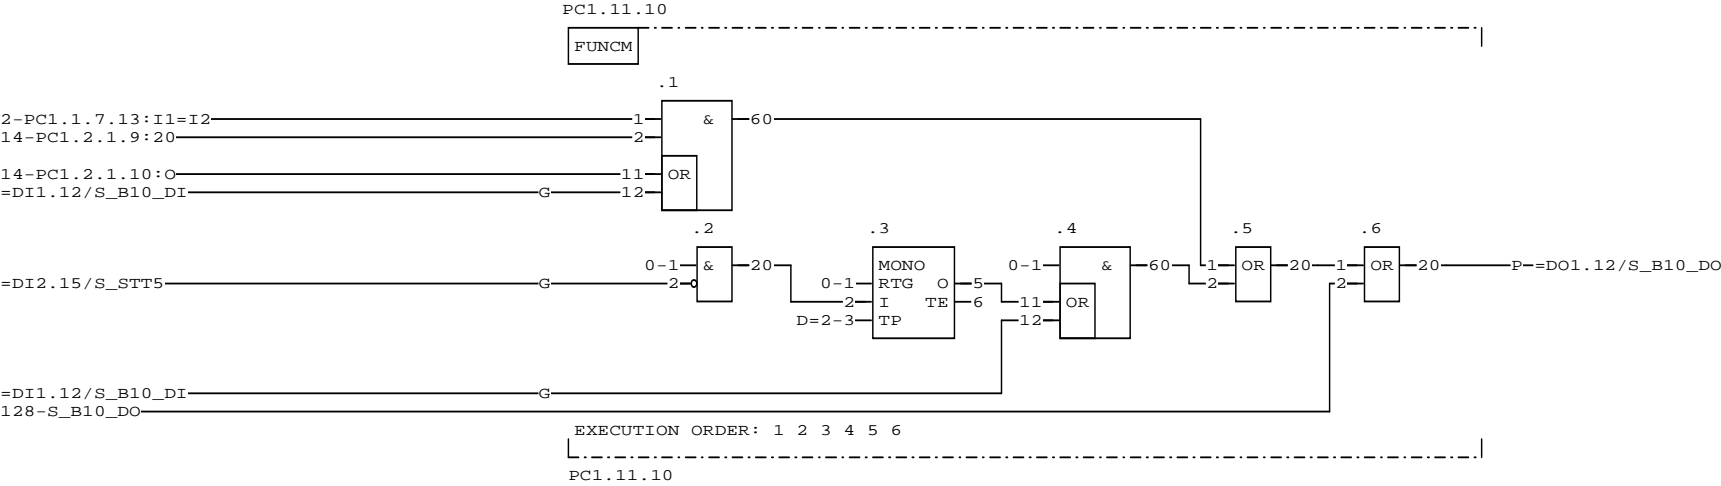 PC1.11.10
FUNCM
.1
2-PC1.1.7.13:I1=I2 1 & 60
14-PC1.2.1.9:20 2
14-PC1.2.1.10:O 11 OR
=DI1.12/S_B10_DI G 12
.2 .3 .4 .5 .6
0-1 & 20 MONO 0-1 & 60 1 OR 20 1 OR 20 P =DO1.12/S_B10_DO
=DI2.15/S_STT5 G 2 0-1 RTG O 5 2 2
2 I TE 6 11 OR
D=2-3 TP 12
=DI1.12/S_B10_DI G
128-S_B10_DO
EXECUTION ORDER: 1 2 3 4 5 6
PC1.11.10